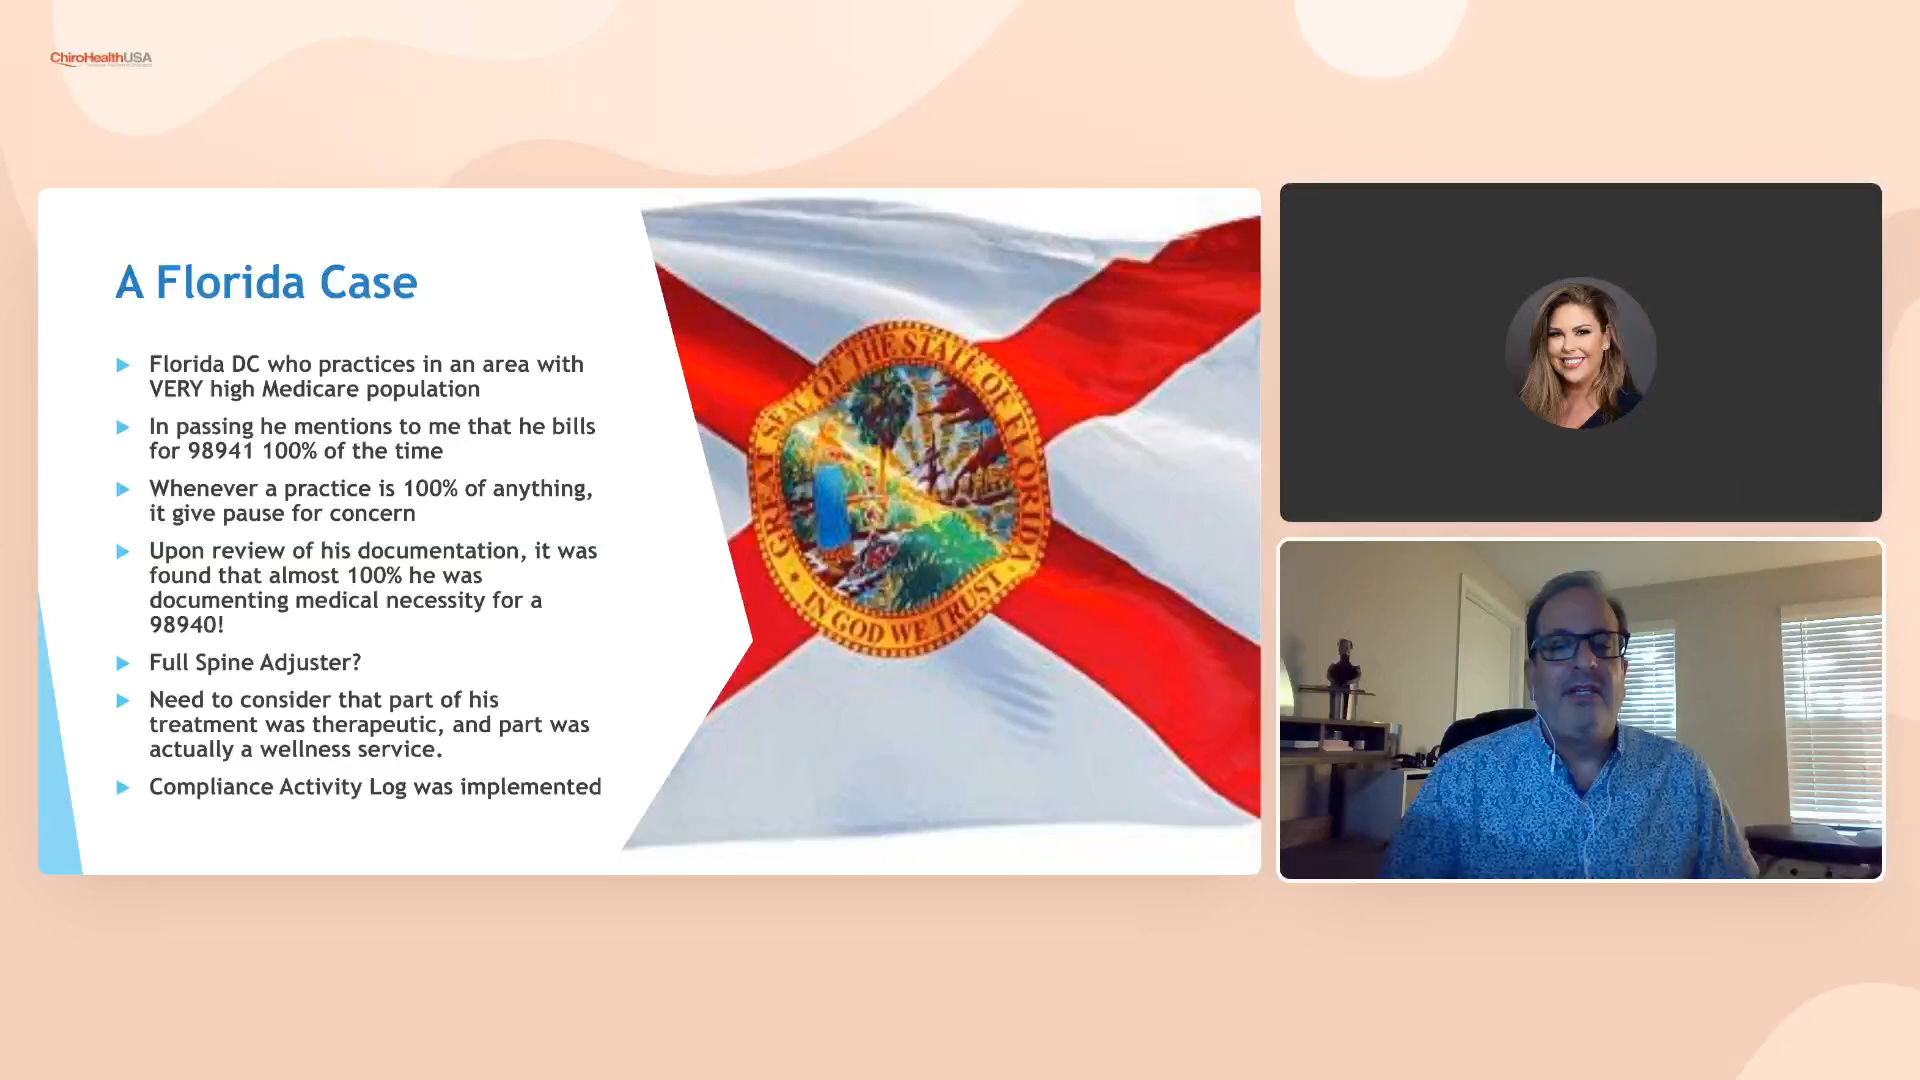 ChiroHealthUSA
A Florida Case
Florida DC who practices in an area with
VERY high Medicare population
In passing he mentions to me that he bills
for 98941 100% of the time
Whenever a practice is 100% of anything,
it give pause for concern
Upon review of his documentation, it was
found that almost 100% he was
documenting medical necessity for a
98940!
Full Spine Adjuster?
Need to consider that part of his
treatment was therapeutic, and part was
actually a wellness service.
Compliance Activity Log was implemented
GREAT SEAL OF THE STATE OF FLORIDA
IN GOD WE TRUST